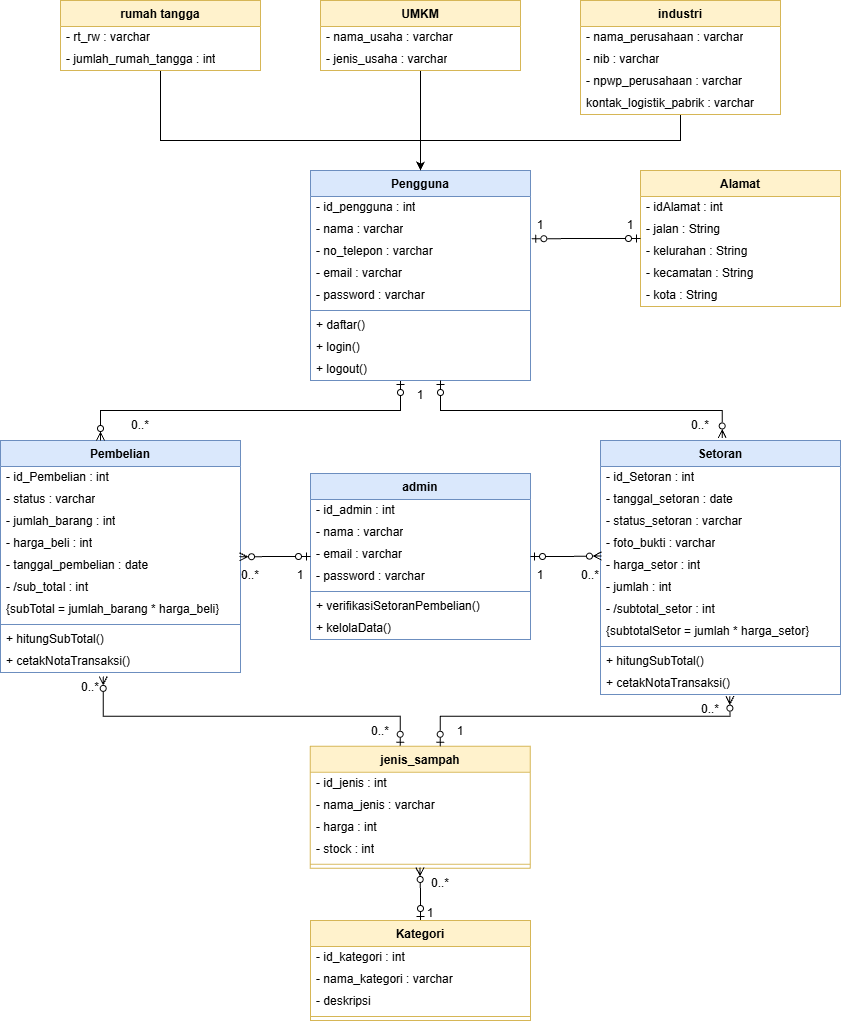 rumah tangga
- rt_rw : varchar
- jumlah_rumah_tangga : int
UMKM
- nama_usaha : varchar
- jenis_usaha : varchar
industri
- nama_perusahaan : varchar
- nib : varchar
- npwp_perusahaan : varchar
kontak_logistik_pabrik : varchar
Pengguna
- id_pengguna : int
- nama : varchar
- no_telepon : varchar
- email : varchar
- password : varchar
+ daftar()
+ login()
+ logout()
1
1
Alamat
- idAlamat : int
- jalan : String
- kelurahan : String
- kecamatan : String
- kota : String
1
0..*
0..*
Pembelian
- id_Pembelian : int
- status : varchar
- jumlah_barang : int
- harga_beli : int
- tanggal_pembelian : date
- /sub_total : int
{subTotal = jumlah_barang * harga_beli}
+ hitungSubTotal()
+ cetakNotaTransaksi()
0..*
1
admin
- id_admin : int
- nama : varchar
- email : varchar
- password : varchar
+ verifikasiSetoranPembelian()
+ kelolaData()
1
0..*
Setoran
- id_Setoran : int
- tanggal_setoran : date
- status_setoran : varchar
- foto_bukti : varchar
- harga_setor : int
- jumlah : int
- /subtotal_setor : int
{subtotalSetor = jumlah * harga_setor}
+ hitungSubTotal()
+ cetakNotaTransaksi()
0..*
0..*
0..*
1
jenis_sampah
- id_jenis : int
- nama_jenis : varchar
- harga : int
- stock : int
0..*
1
Kategori
- id_kategori : int
- nama_kategori : varchar
- deskripsi